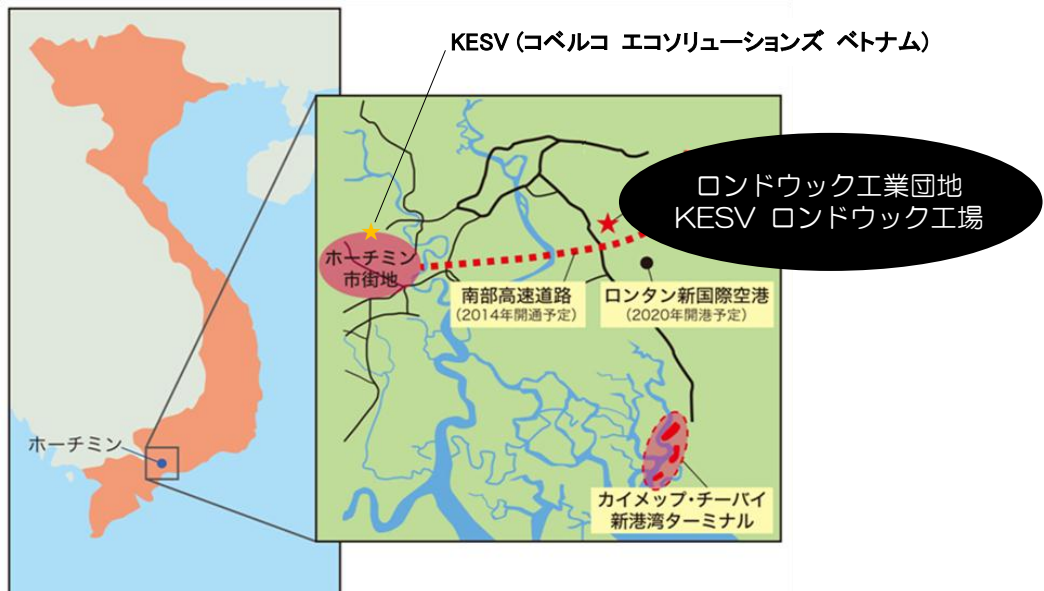 KESV (コベルコ エコソリューションズ ベトナム)
ロンドウック工業団地
KESV ロンドウック工場
ホーチミン
市街地
南部高速道路
(2014年開通予定)
ロンタン新国際空港
(2020年開港予定)
ホーチミン
カイメップ・チーバイ
新港湾ターミナル